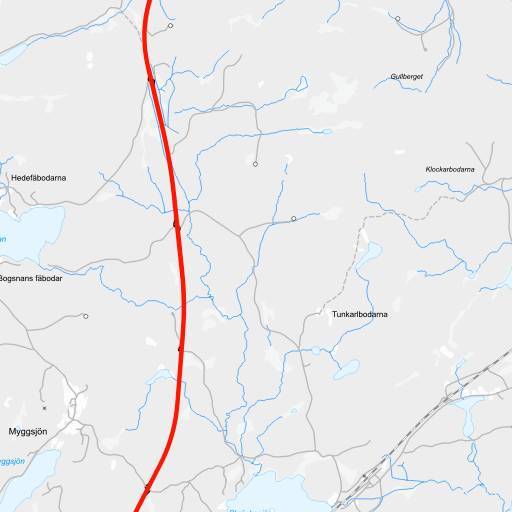 Gullberget
Klockarbodarna
Hedefäbodarna
Bogsnans fäbodar
Tunkarlbodarna
Myggsjön